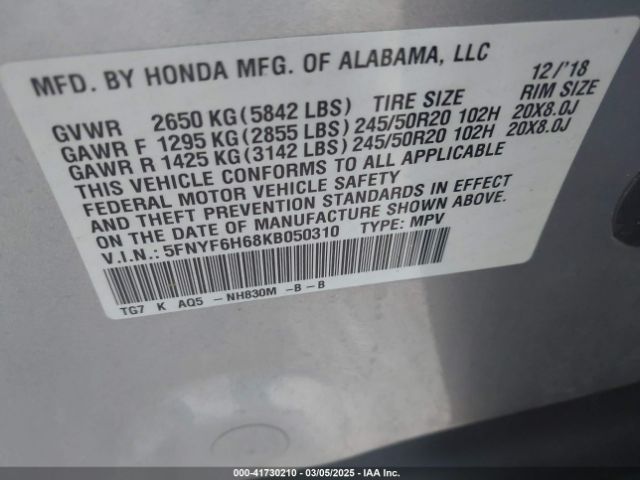 MFD. BY HONDA MFG. OF ALABAMA, LLC 12/'18
GVWR 2650 KG(5842 LBS) TIRE SIZE RIM SIZE
GAWR F 1295 KG(2855 LBS)245/50R20 102H 20X8.0J
GAWR R 1425 KG(3142 LBS)245/50R20 102H 20X8.0J
THIS VEHICLE CONFORMS TO ALL APPLICABLE
FEDERAL MOTOR VEHICLE SAFETY
AND THEFT PREVENTION STANDARDS IN EFFECT
ON THE DATE OF MANUFACTURE SHOWN ABOVE.
V.I.N.: 5FNYF6H68KB050310 TYPE: MPV
TG7 K AQ5 -NH830M -B-B
000-41730210 - 03/05/2025 - IAA Inc.